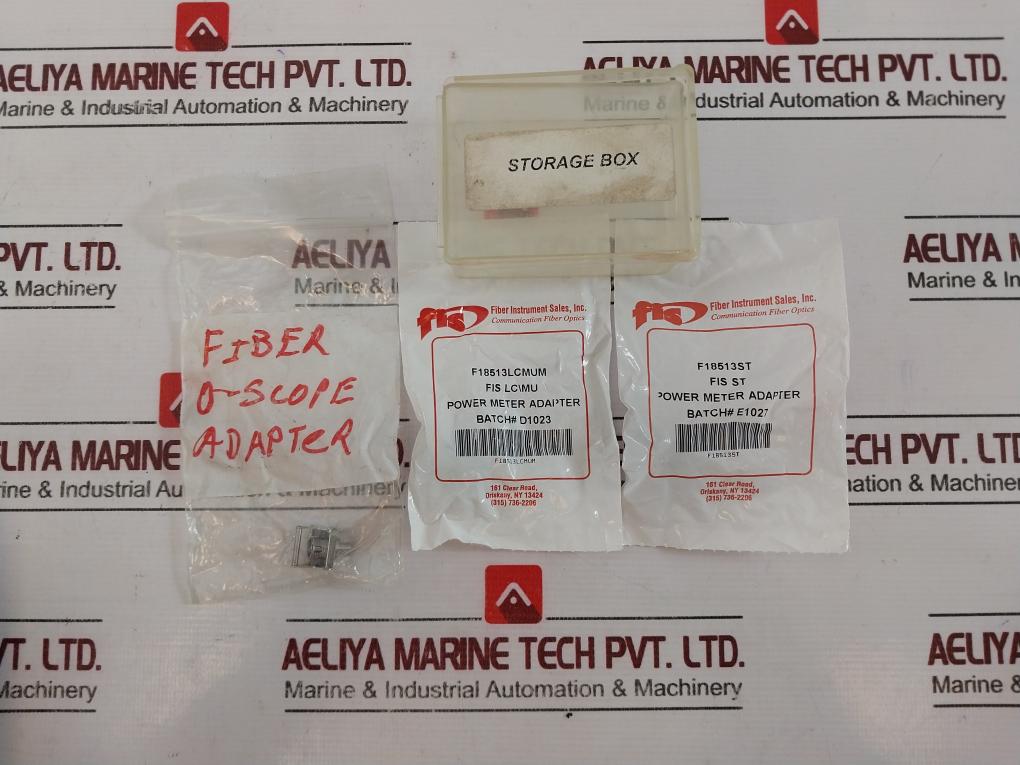 AELIYA MARINE TECH PVT. LTD.
Marine & Industrial Automation & Machinery
AELIYA MARINE TECH PVT. LTD.
Marine & Industrial Automation & Machinery
STORAGE BOX
PVT. LTD.
& Machinery
AELIYA
Marine & I
AELIYA M
Marine & In
FIBER
O-SCOPE
ADAPTER
fis Fiber Instrument Sales, Inc.
Communication Fiber Optics
F18513LCMUM
FIS LC\MU
POWER METER ADAPTER
BATCH# D1023
F18513LCMUM
161 Clear Road,
Oriskany, NY 13424
(315) 736-2206
fis Fiber Instrument Sales, Inc.
Communication Fiber Optics
F18513ST
FIS ST
POWER METER ADAPTER
BATCH# E1027
F18513ST
161 Clear Road,
Oriskany, NY 13424
(315) 736-2206
ELIYA MARIN
rine & Industrial Au
Machinery
PVT. LTD.
mation & Machinery
VT. LTD.
Machinery
AELIYA MARINE TECH PVT. LTD.
Marine & Industrial Automation & Machinery
AELIYA
Marine &